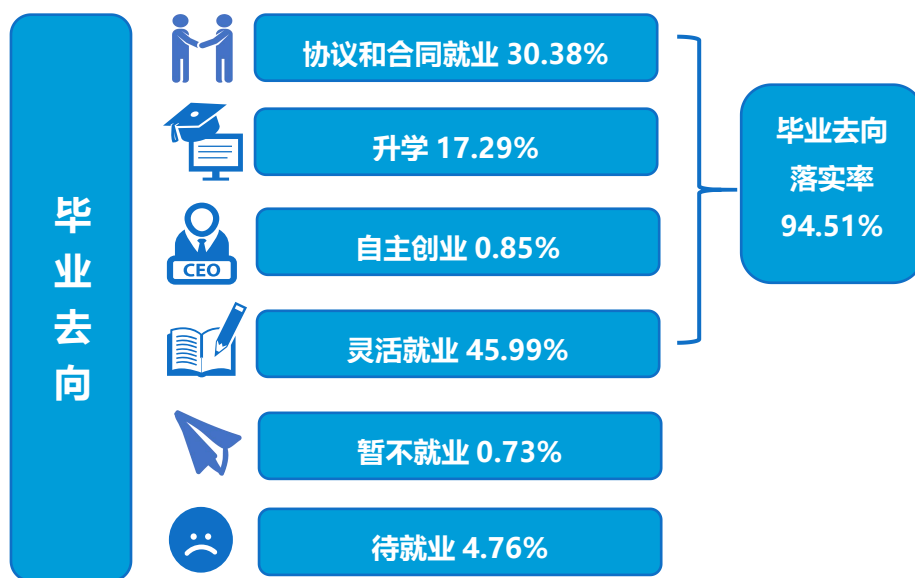 毕业去向
协议和合同就业 30.38%
升学 17.29%
CEO
自主创业 0.85%
灵活就业 45.99%
暂不就业 0.73%
待就业 4.76%
毕业去向
落实率
94.51%